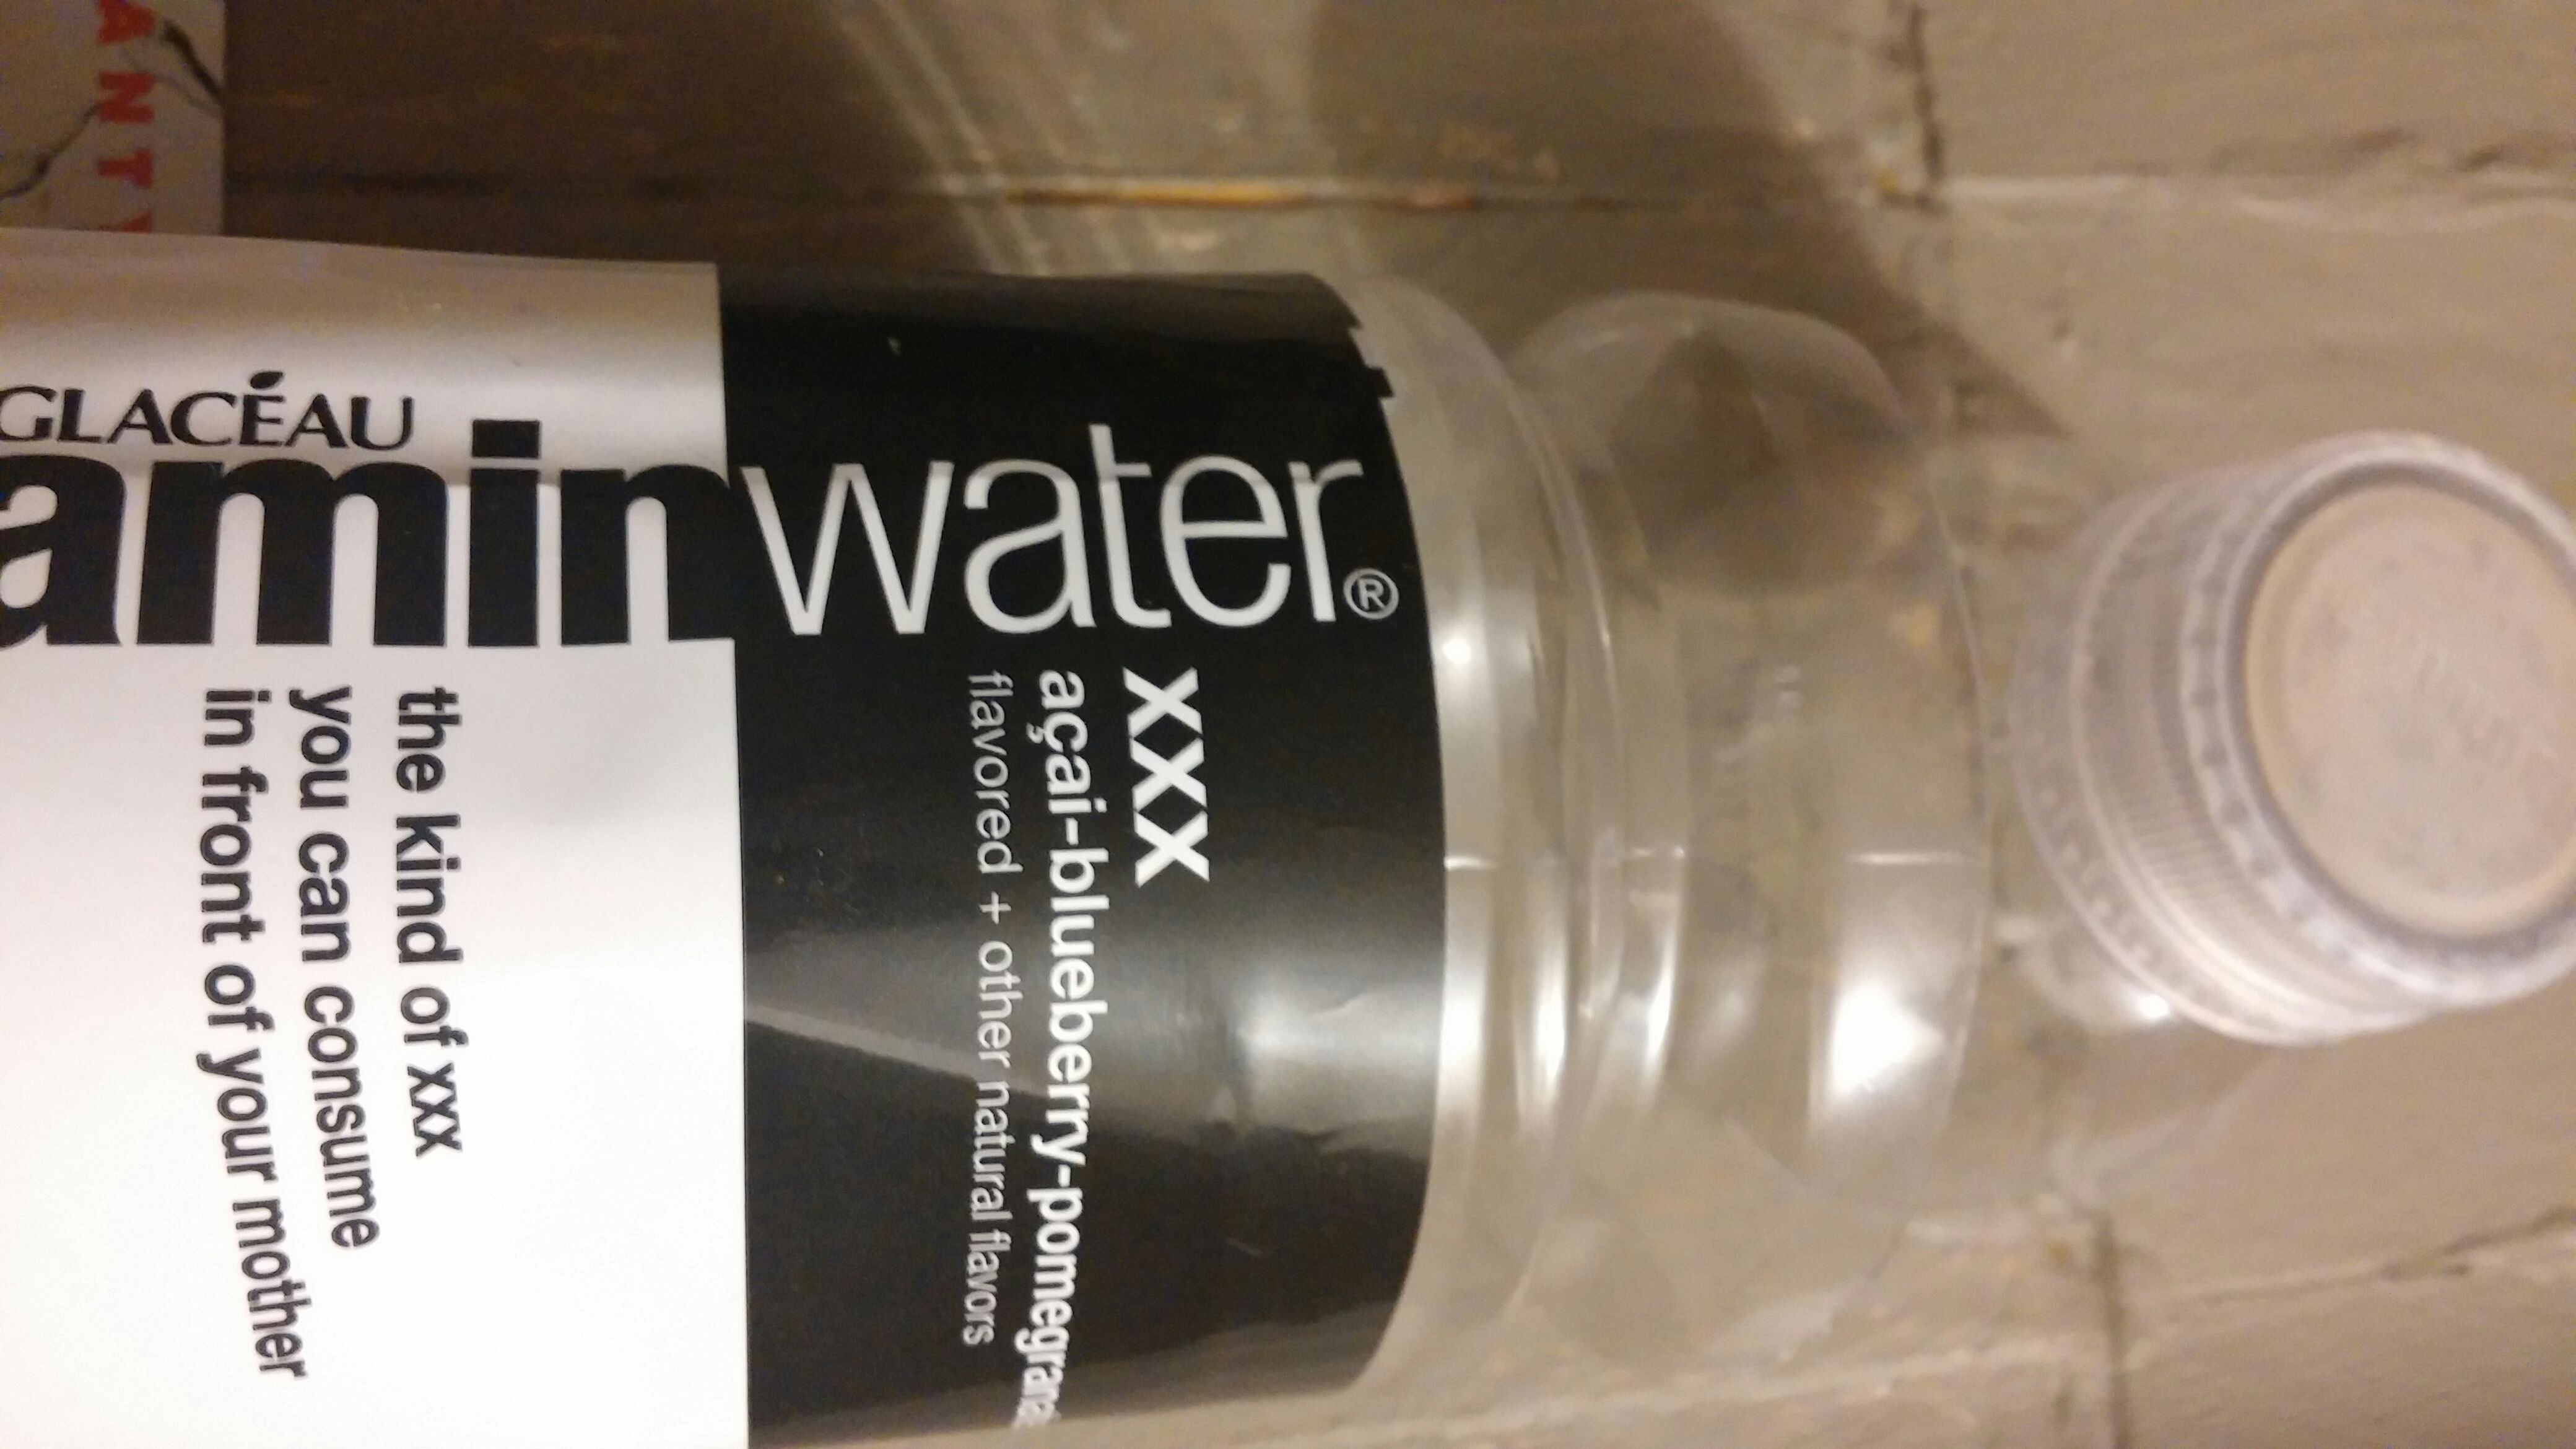 GLACÉAU
aminwater®
xxx
açai-blueberry-pomegrana
flavored + other natural flavors
the kind of xxx
you can consume
in front of your mother
ANTY